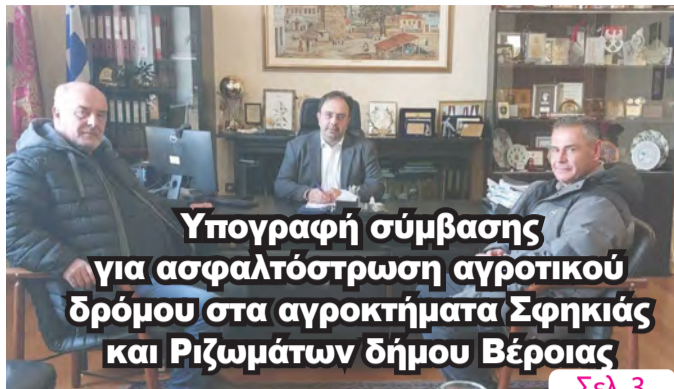 Υπογραφή σύμβασης
για ασφαλτόστρωση αγροτικού
δρόμου στα αγροκτήματα Σφηκιάς
και Ριζωμάτων δήμου Βέροιας
Σελ. 3